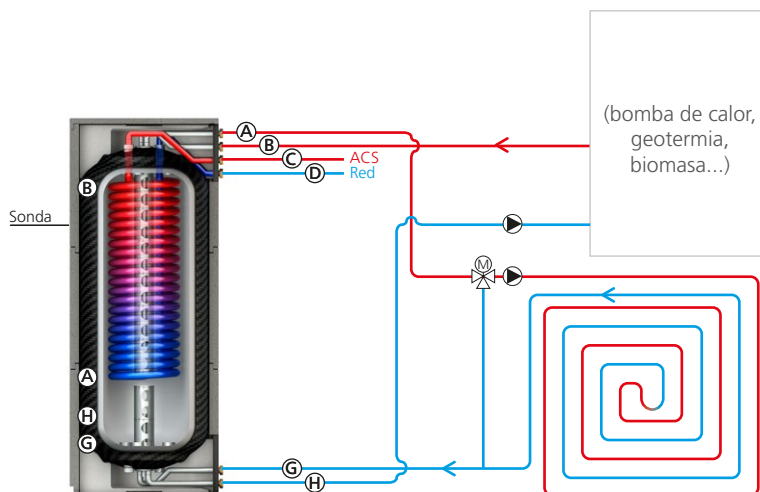 (bomba de calor,
geotermia,
biomasa...)
A
B
C
ACS
D
Red
B
Sonda
M
A
H
G
G
H